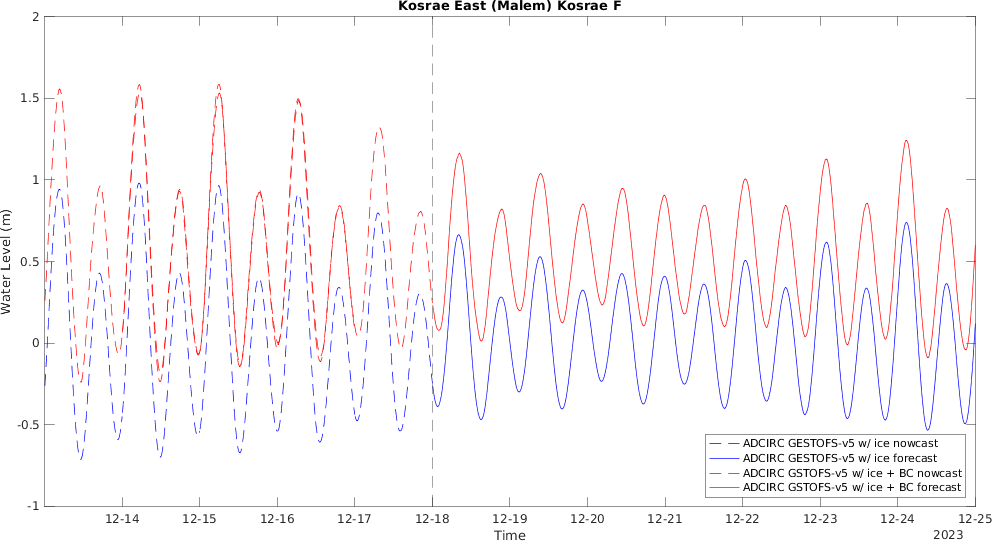 Kosrae East (Malem) Kosrae F
2
1.5
1
0.5
0
-0.5
-1
Water Level (m)
12-14 12-15 12-16 12-17 12-18 12-19 12-20 12-21 12-22 12-23 12-24 12-25
Time
2023
ADCIRC GESTOFS-v5 w/ ice nowcast
ADCIRC GESTOFS-v5 w/ ice forecast
ADCIRC GSTOFS-v5 w/ ice + BC nowcast
ADCIRC GSTOFS-v5 w/ ice + BC forecast